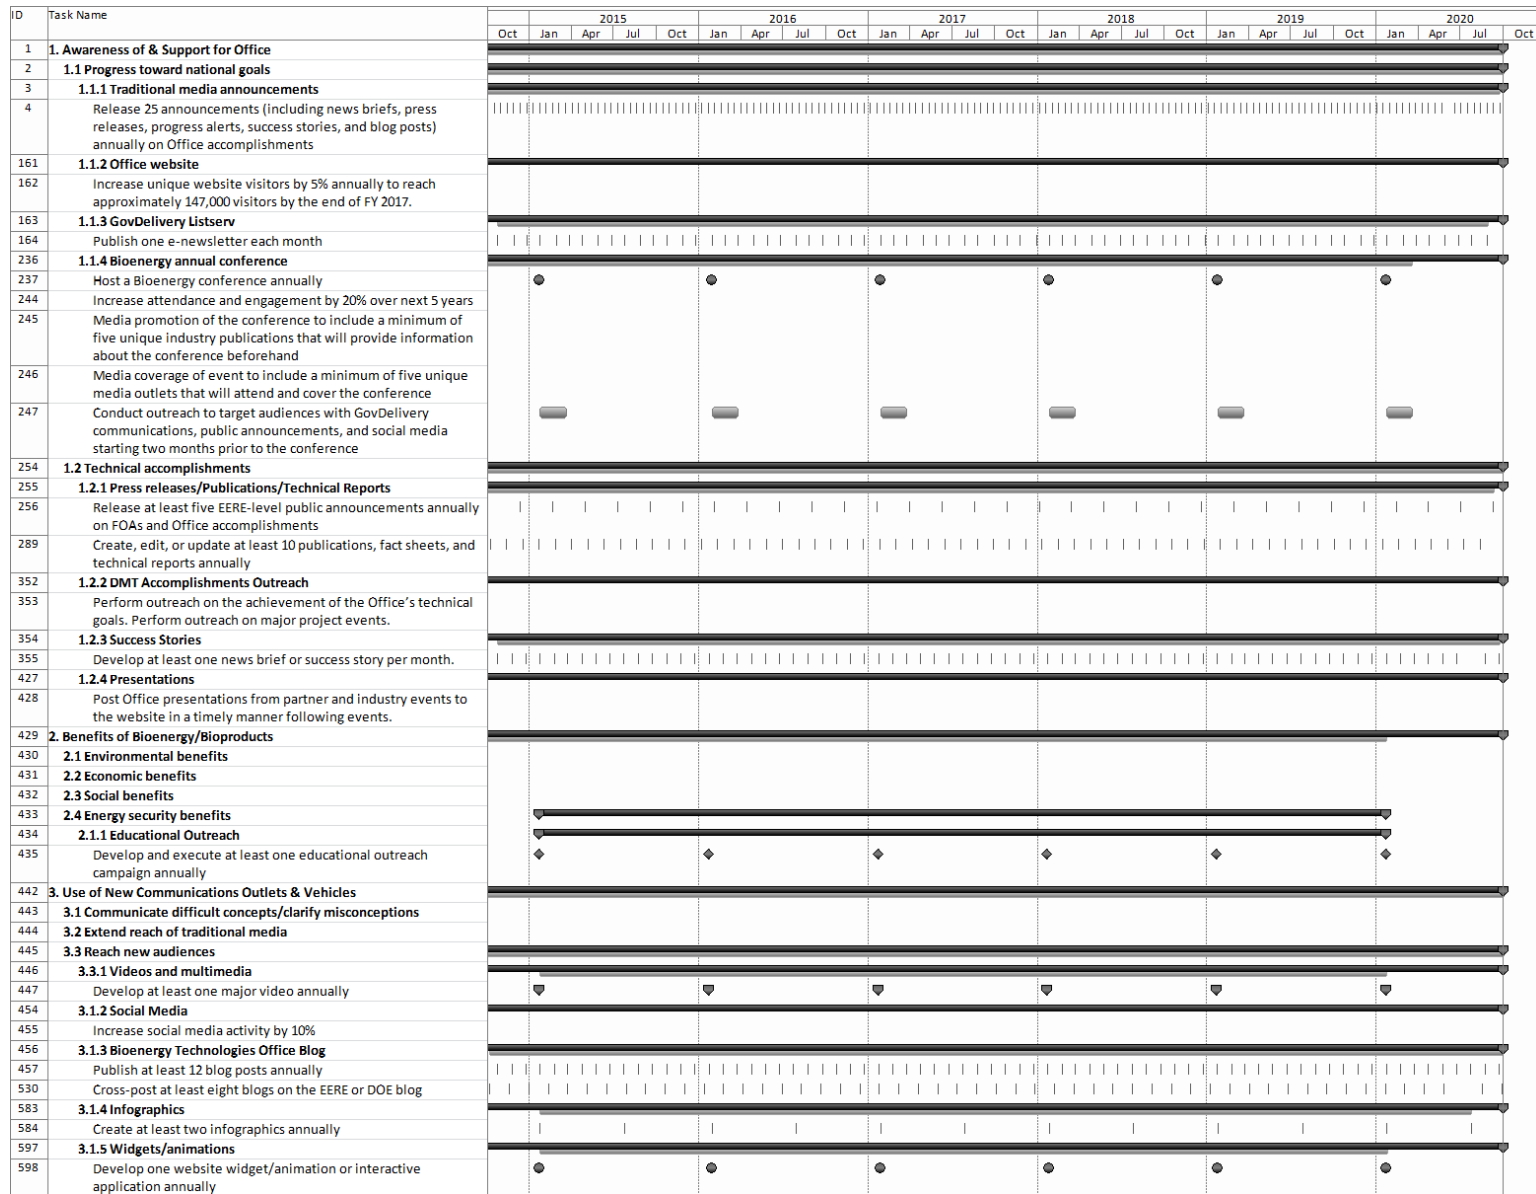 ID Task Name 2015 2016 2017 2018 2019 2020
Oct Jan Apr Jul Oct Jan Apr Jul Oct Jan Apr Jul Oct Jan Apr Jul Oct Jan Apr Jul Oct Jan Apr Jul Oct
1 1. Awareness of & Support for Office
2 1.1 Progress toward national goals
3 1.1.1 Traditional media announcements
4 Release 25 announcements (including news briefs, press
releases, progress alerts, success stories, and blog posts)
annually on Office accomplishments
161 1.1.2 Office website
162 Increase unique website visitors by 5% annually to reach
approximately 147,000 visitors by the end of FY 2017.
163 1.1.3 GovDelivery Listserv
164 Publish one e-newsletter each month
236 1.1.4 Bioenergy annual conference
237 Host a Bioenergy conference annually
244 Increase attendance and engagement by 20% over next 5 years
245 Media promotion of the conference to include a minimum of
five unique industry publications that will provide information
about the conference beforehand
246 Media coverage of event to include a minimum of five unique
media outlets that will attend and cover the conference
247 Conduct outreach to target audiences with GovDelivery
communications, public announcements, and social media
starting two months prior to the conference
254 1.2 Technical accomplishments
255 1.2.1 Press releases/Publications/Technical Reports
256 Release at least five EERE-level public announcements annually
on FOAs and Office accomplishments
289 Create, edit, or update at least 10 publications, fact sheets, and
technical reports annually
352 1.2.2 DMT Accomplishments Outreach
353 Perform outreach on the achievement of the Office's technical
goals. Perform outreach on major project events.
354 1.2.3 Success Stories
355 Develop at least one news brief or success story per month.
427 1.2.4 Presentations
428 Post Office presentations from partner and industry events to
the website in a timely manner following events.
429 2. Benefits of Bioenergy/Bioproducts
430 2.1 Environmental benefits
431 2.2 Economic benefits
432 2.3 Social benefits
433 2.4 Energy security benefits
434 2.1.1 Educational Outreach
435 Develop and execute at least one educational outreach
campaign annually
442 3. Use of New Communications Outlets & Vehicles
443 3.1 Communicate difficult concepts/clarify misconceptions
444 3.2 Extend reach of traditional media
445 3.3 Reach new audiences
446 3.3.1 Videos and multimedia
447 Develop at least one major video annually
454 3.1.2 Social Media
455 Increase social media activity by 10%
456 3.1.3 Bioenergy Technologies Office Blog
457 Publish at least 12 blog posts annually
530 Cross-post at least eight blogs on the EERE or DOE blog
583 3.1.4 Infographics
584 Create at least two infographics annually
597 3.1.5 Widgets/animations
598 Develop one website widget/animation or interactive
application annually